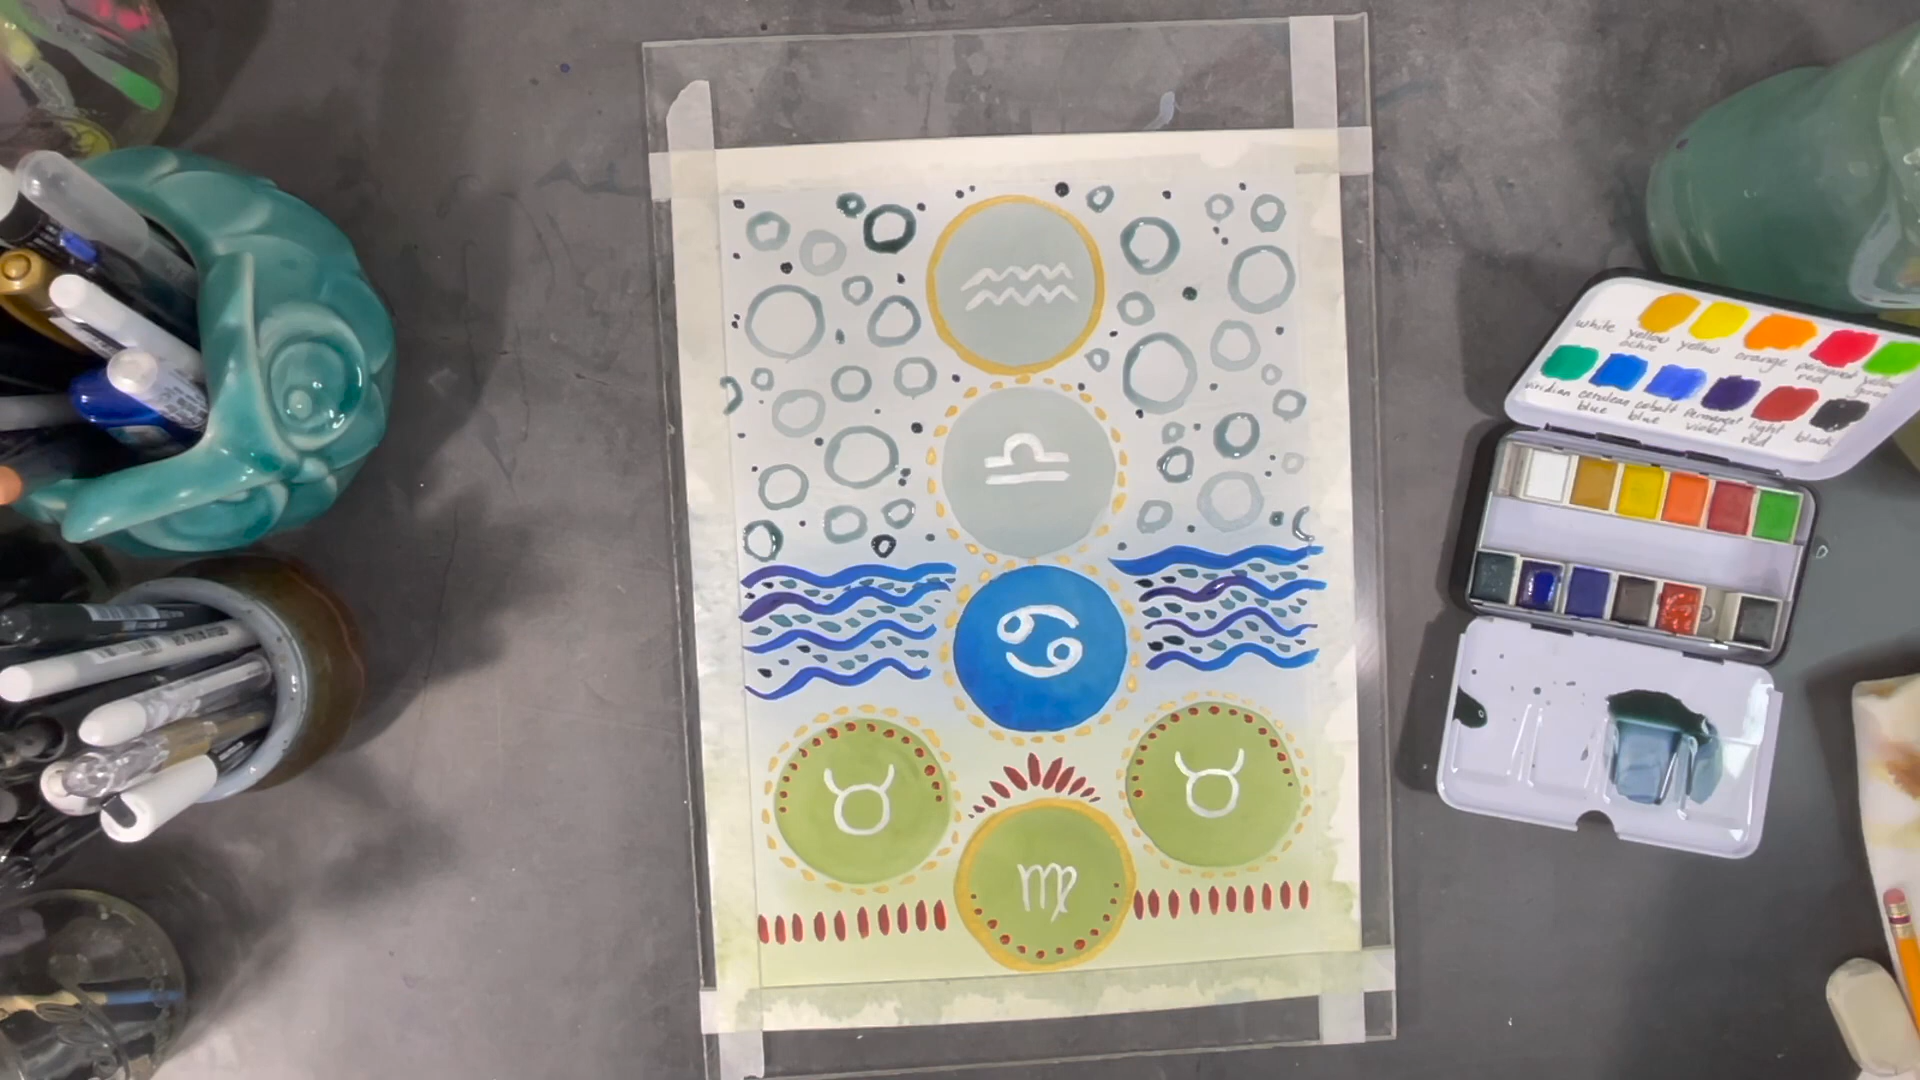 white yellow ochre yellow orange permanent red yellow green
viridian cerulean blue cobalt blue permanent violet light red black